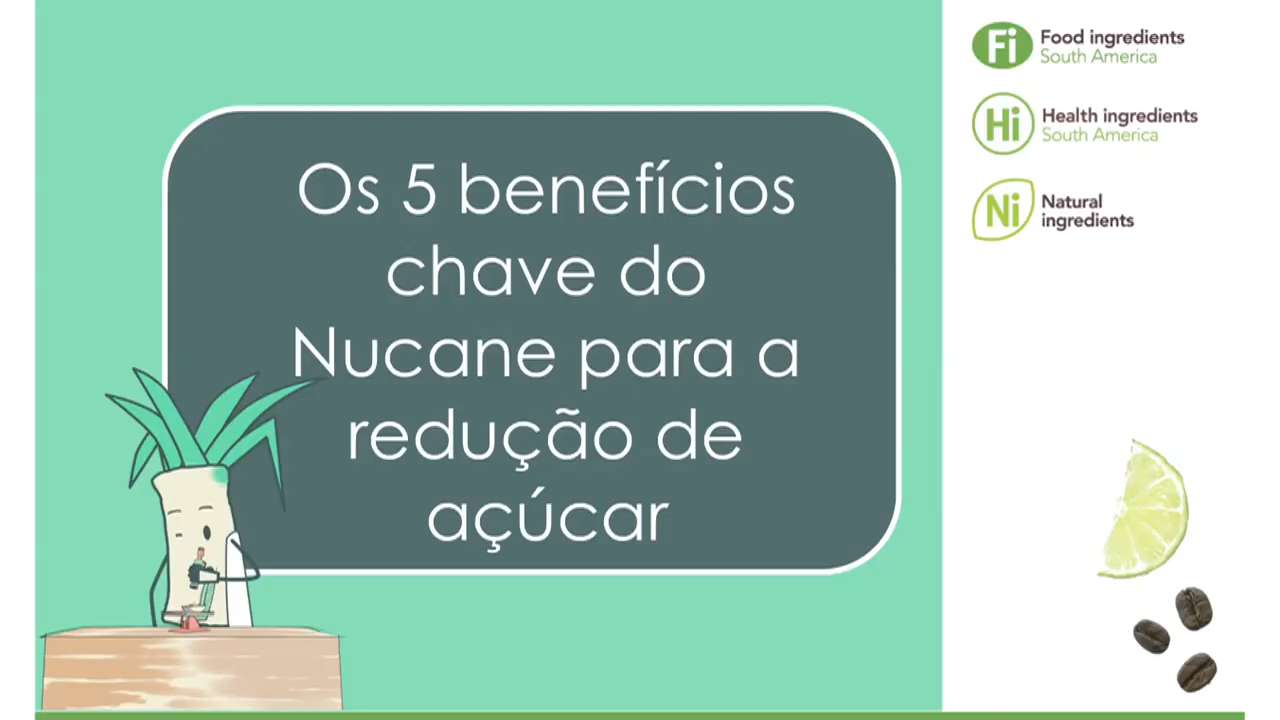 Os 5 benefícios
chave do
Nucane para a
redução de
açúcar
Fi
Food ingredients
South America
Hi
Health ingredients
South America
Ni
Natural
ingredients